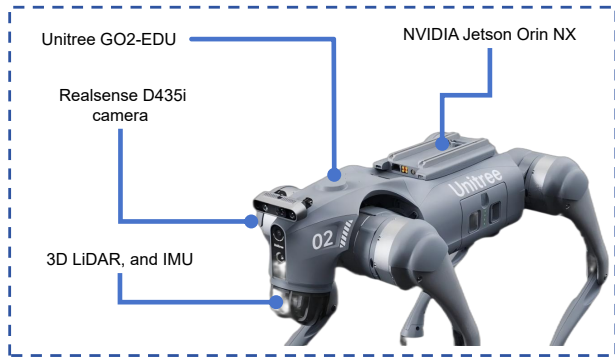 Unitree GO2-EDU
NVIDIA Jetson Orin NX
Realsense D435i
camera
3D LiDAR, and IMU
Unitree
02